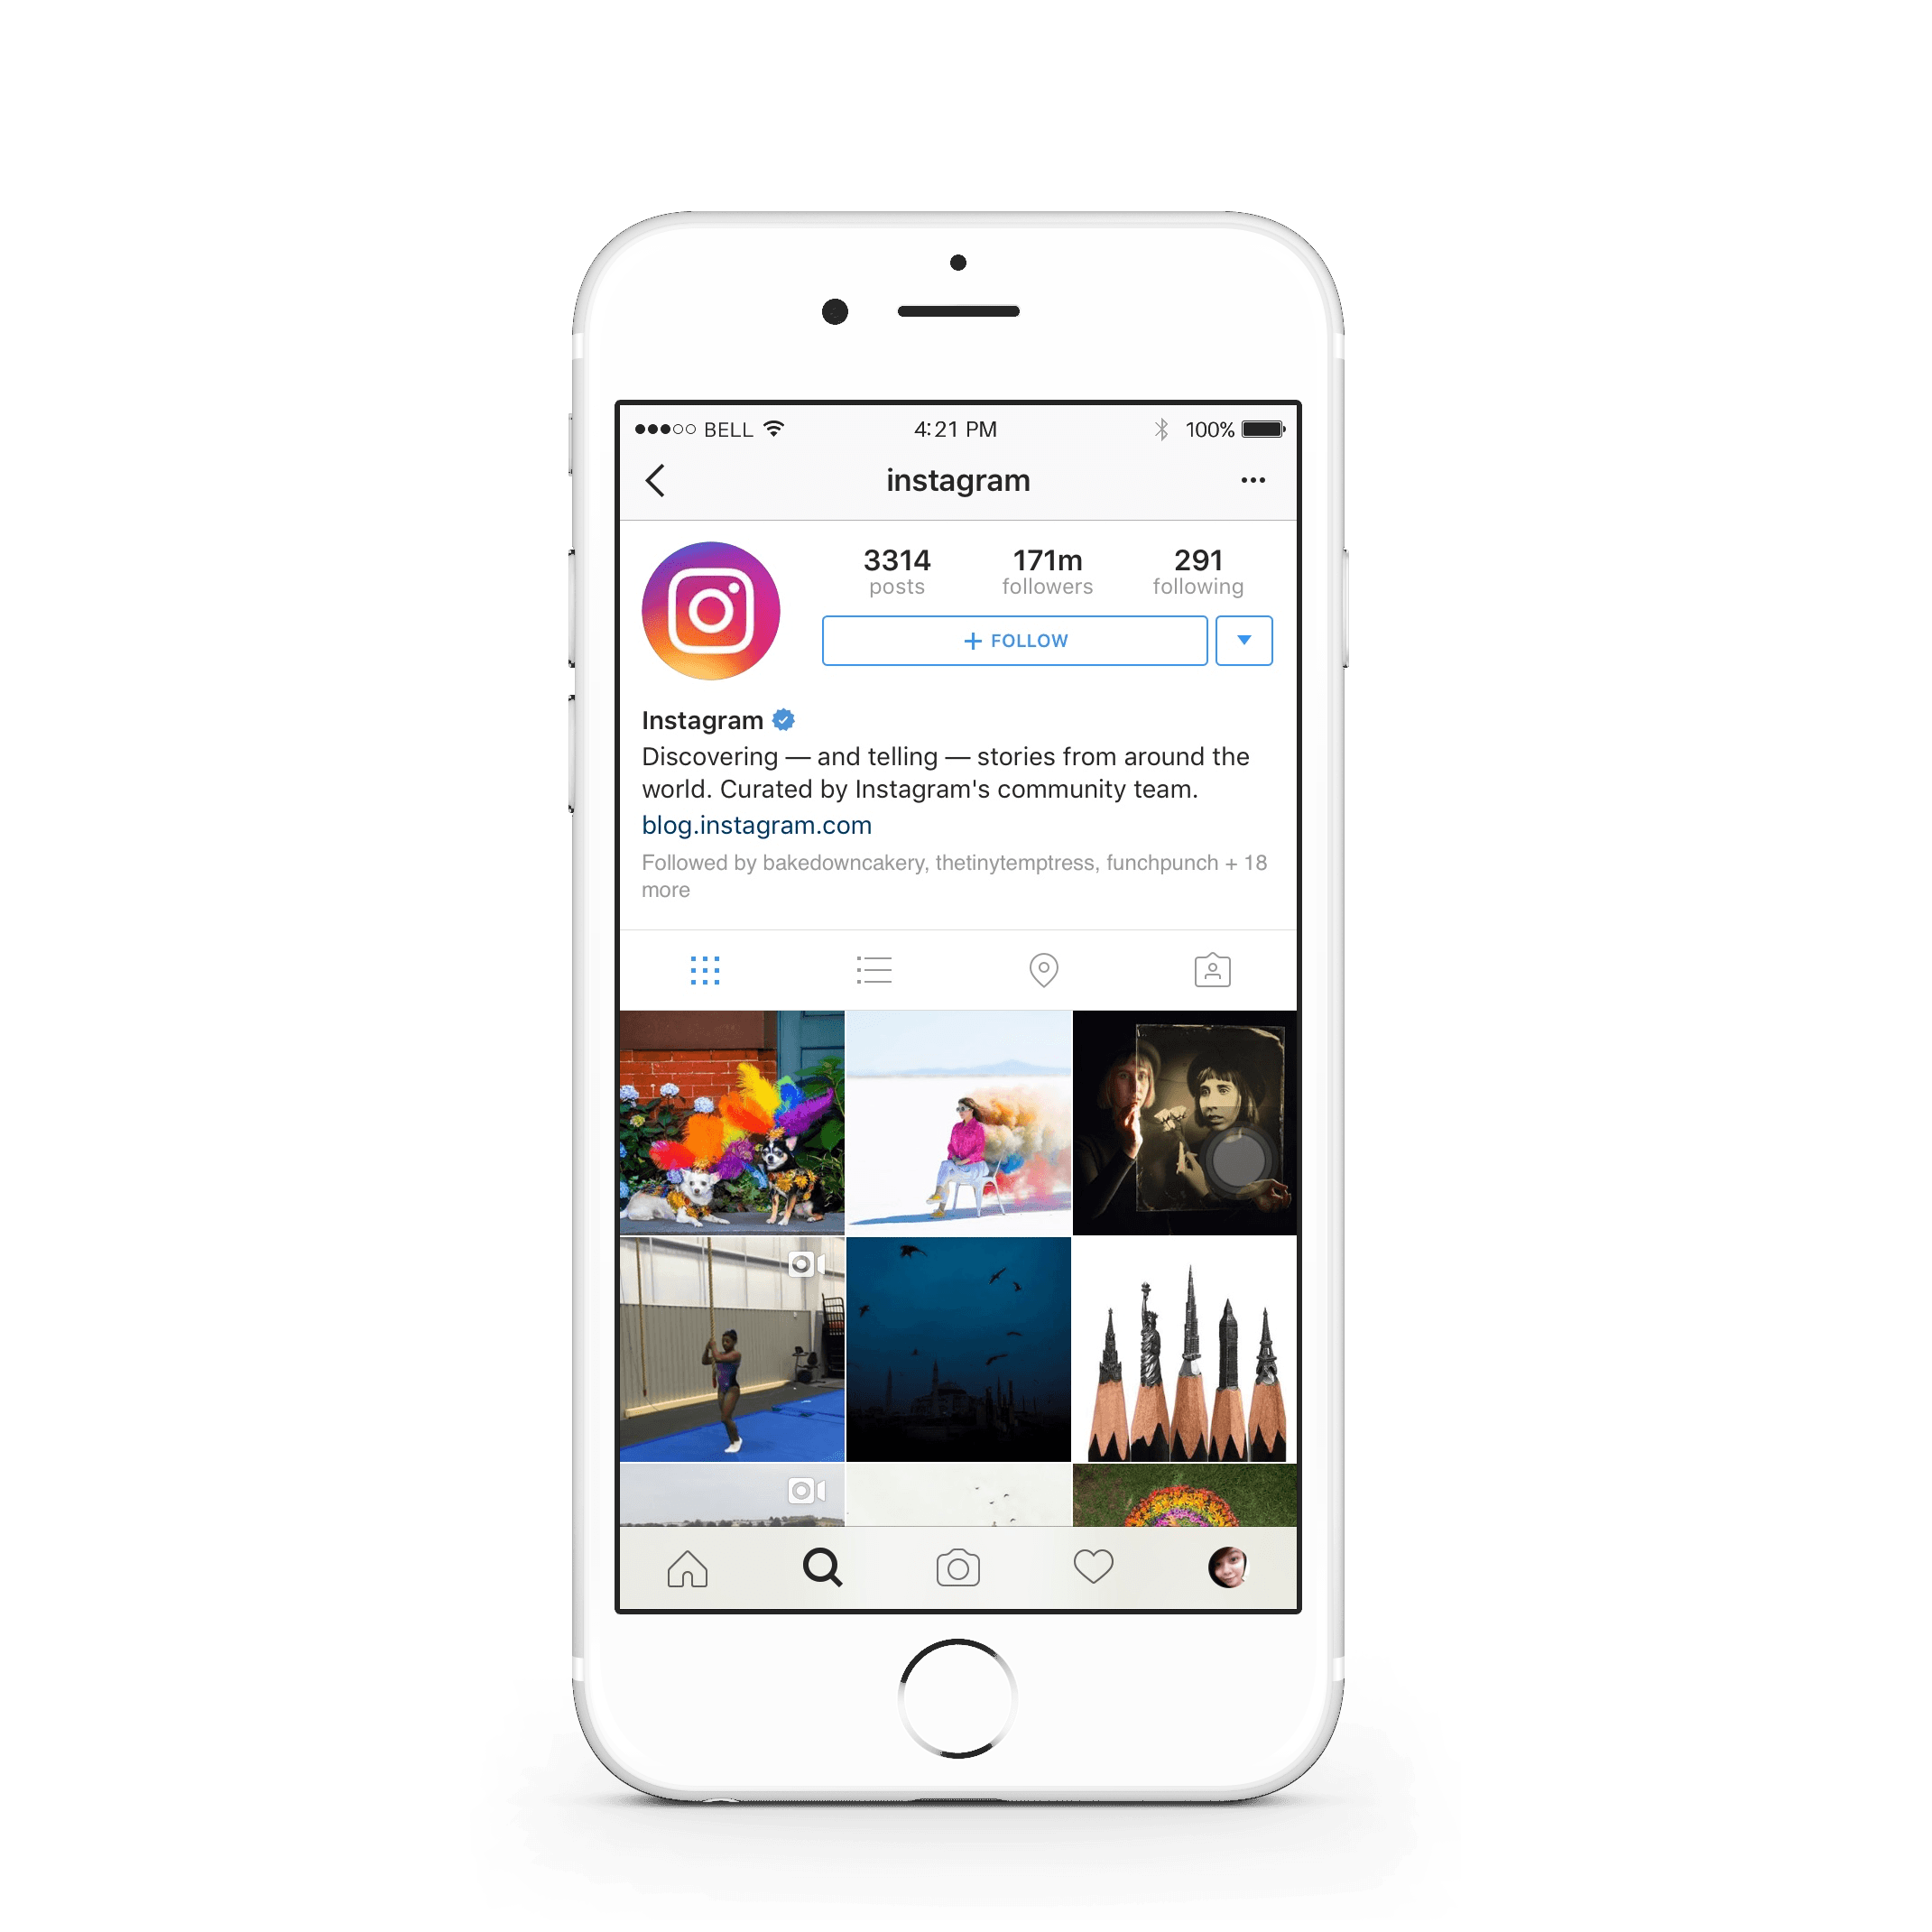 BELL 4:21 PM 100%
instagram
3314 171m 291
posts followers following
+ FOLLOW
Instagram
Discovering — and telling — stories from around the
world. Curated by Instagram's community team.
blog.instagram.com
Followed by bakedowncakery, thetinytemptress, funchpunch + 18
more